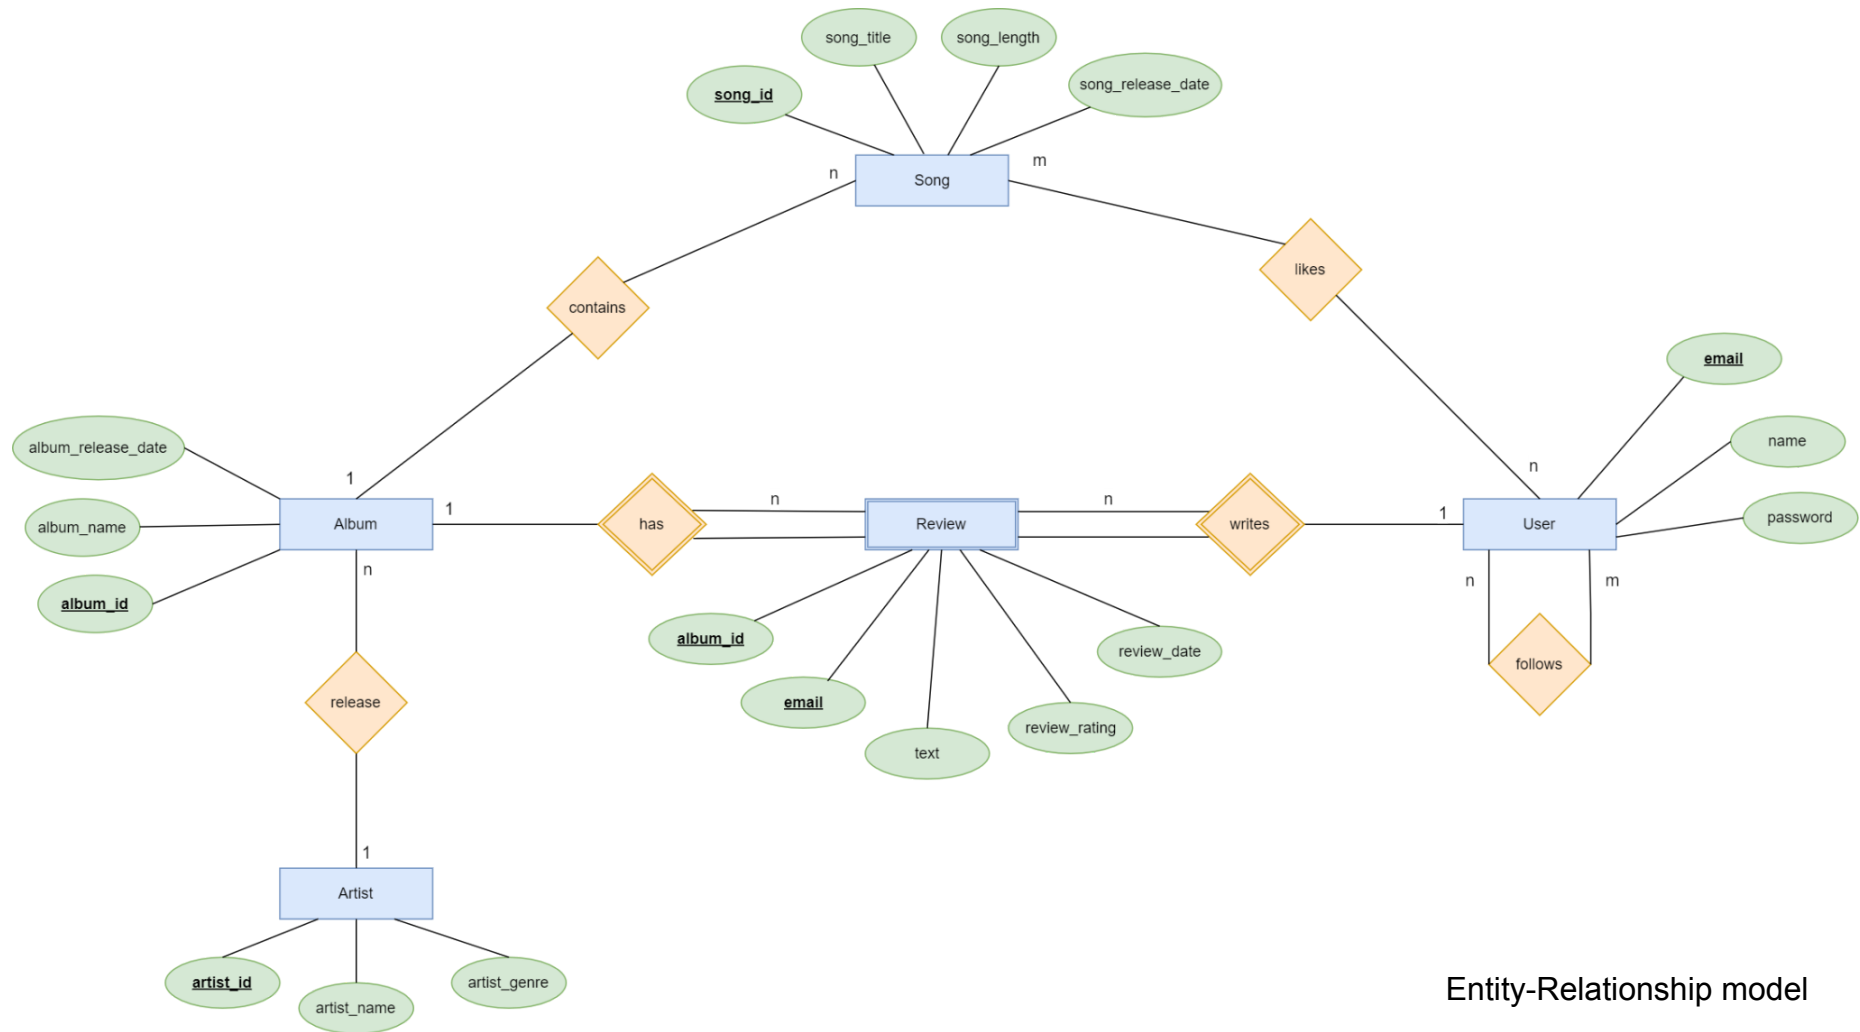 song_title
song_length
song_id
song_release_date
n
Song
m
likes
contains
email
album_release_date
name
1
n
album_name
Album
1
has
n
Review
n
writes
1
User
password
n
n
m
album_id
album_id
review_date
follows
release
email
review_rating
text
1
Artist
artist_id
artist_name
artist_genre
Entity-Relationship model